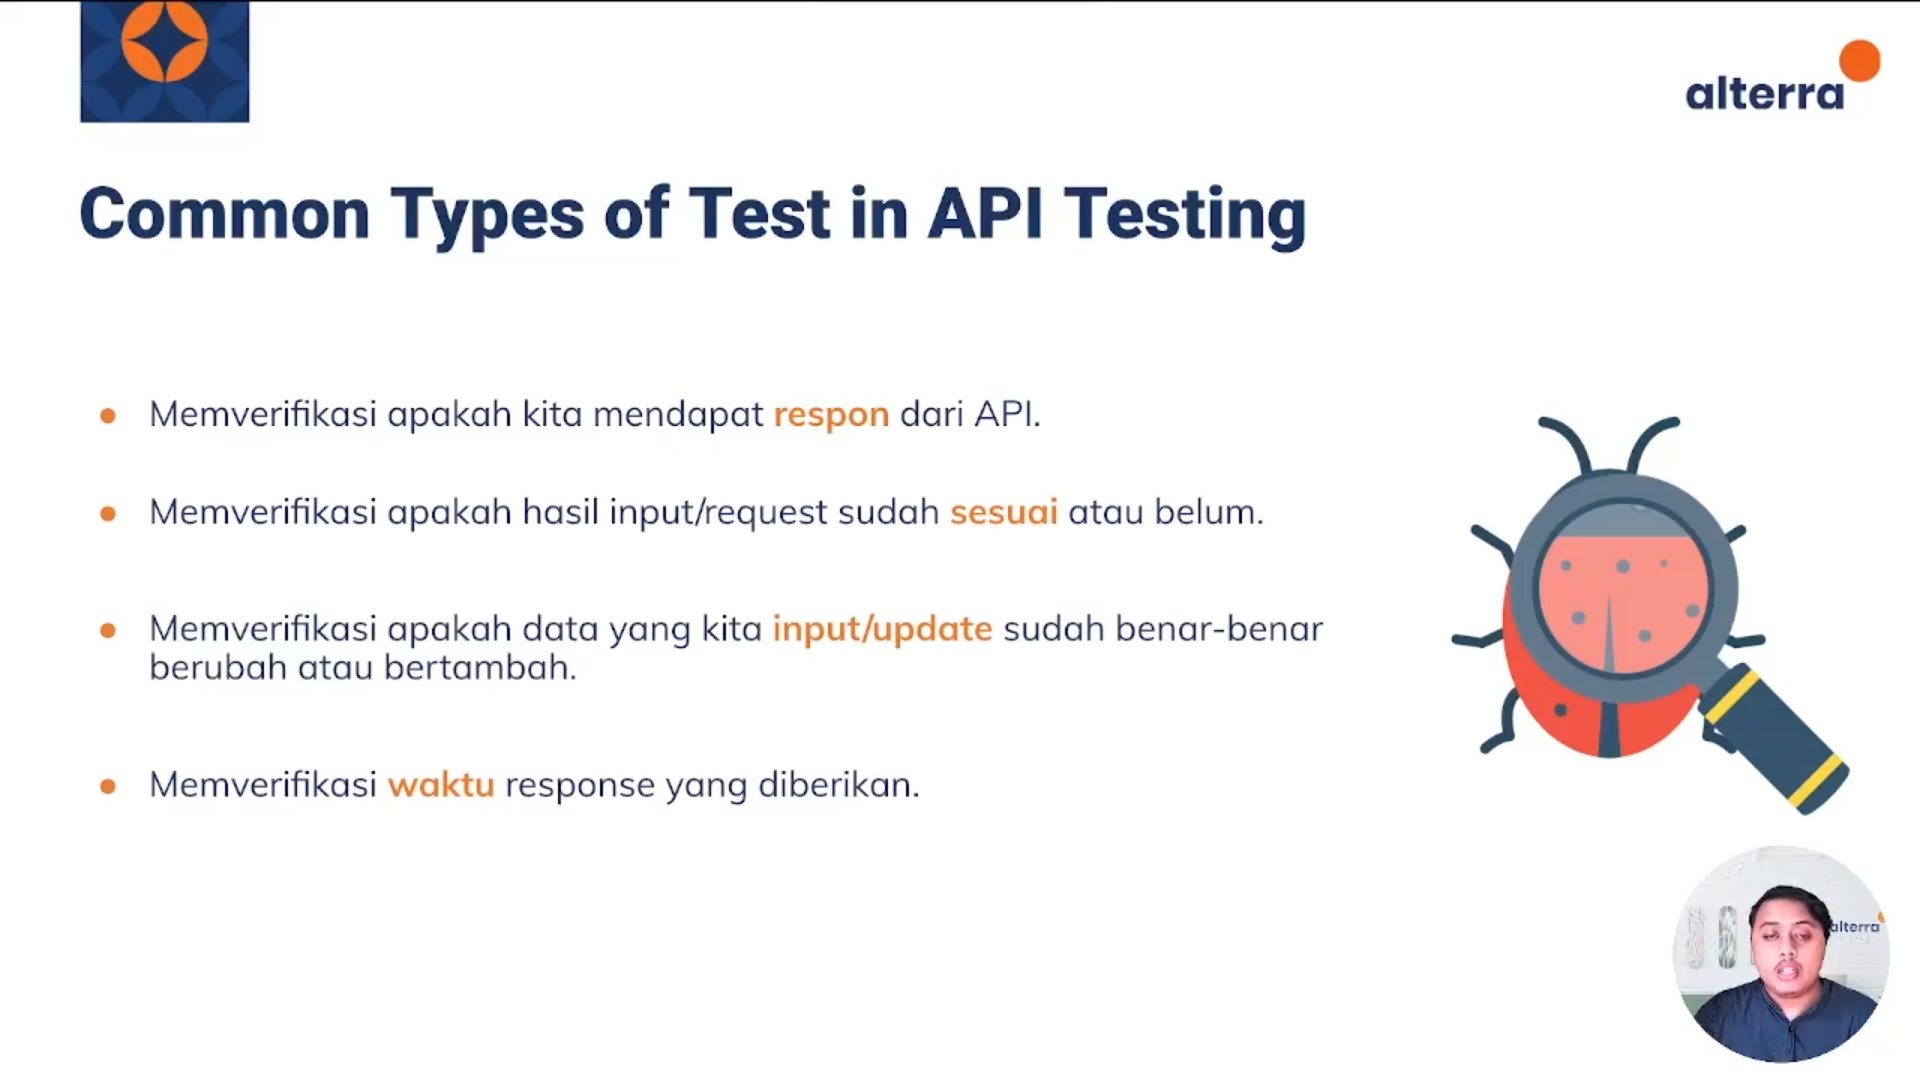 alterra
Common Types of Test in API Testing
Memverifikasi apakah kita mendapat respon dari API.
Memverifikasi apakah hasil input/request sudah sesuai atau belum.
Memverifikasi apakah data yang kita input/update sudah benar-benar
berubah atau bertambah.
Memverifikasi waktu response yang diberikan.
alterra